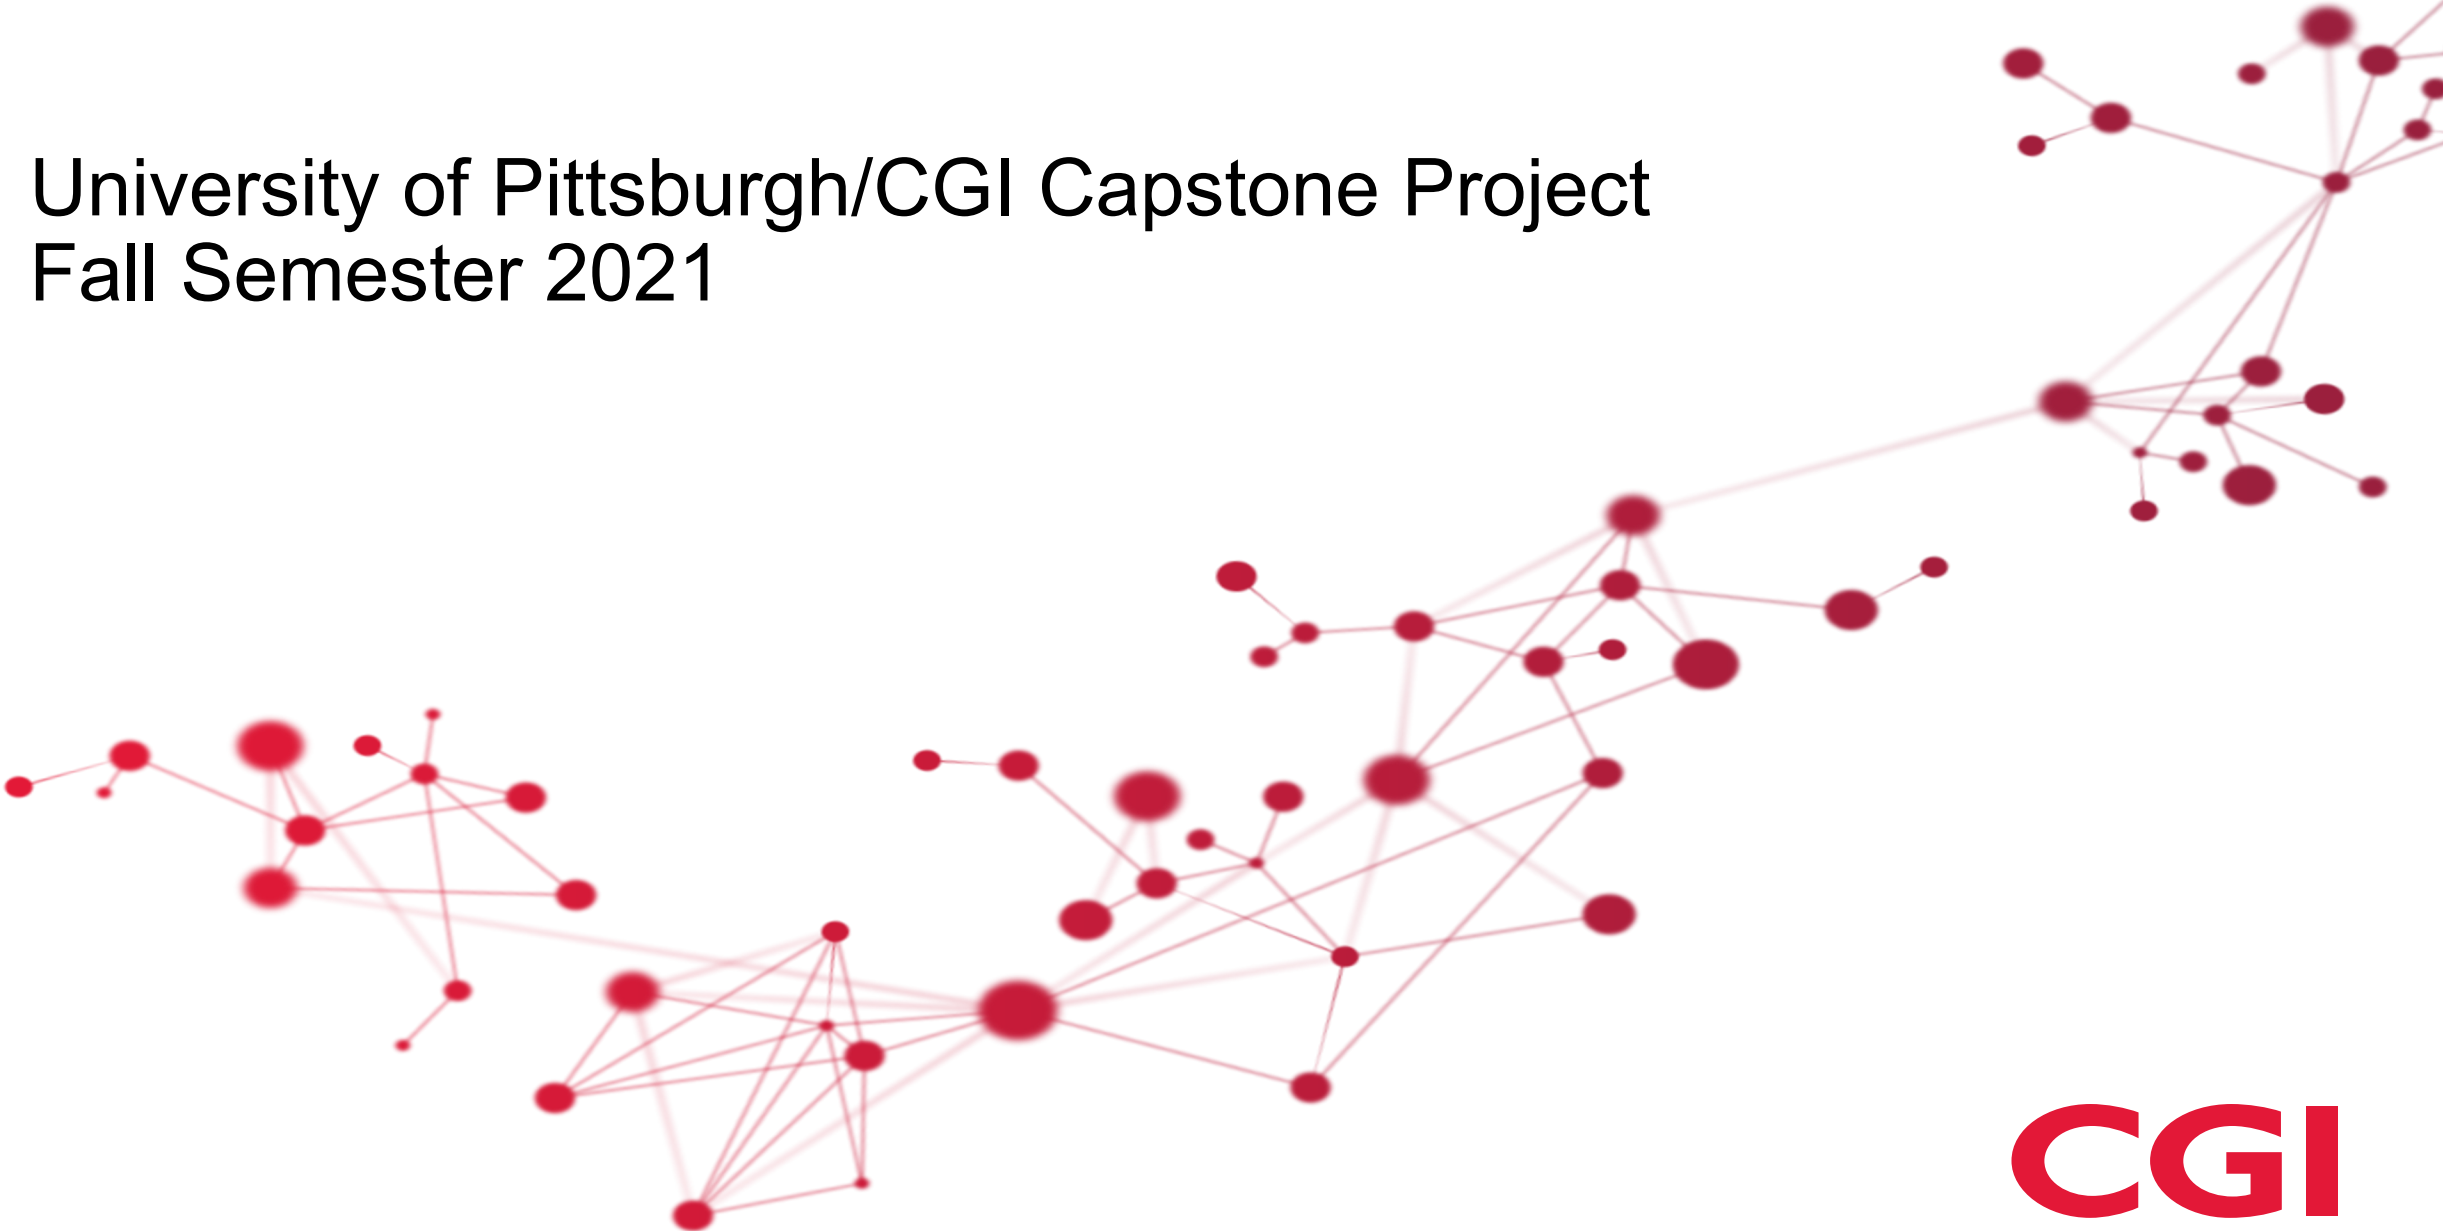 University of Pittsburgh/CGI Capstone Project
Fall Semester 2021
CGI